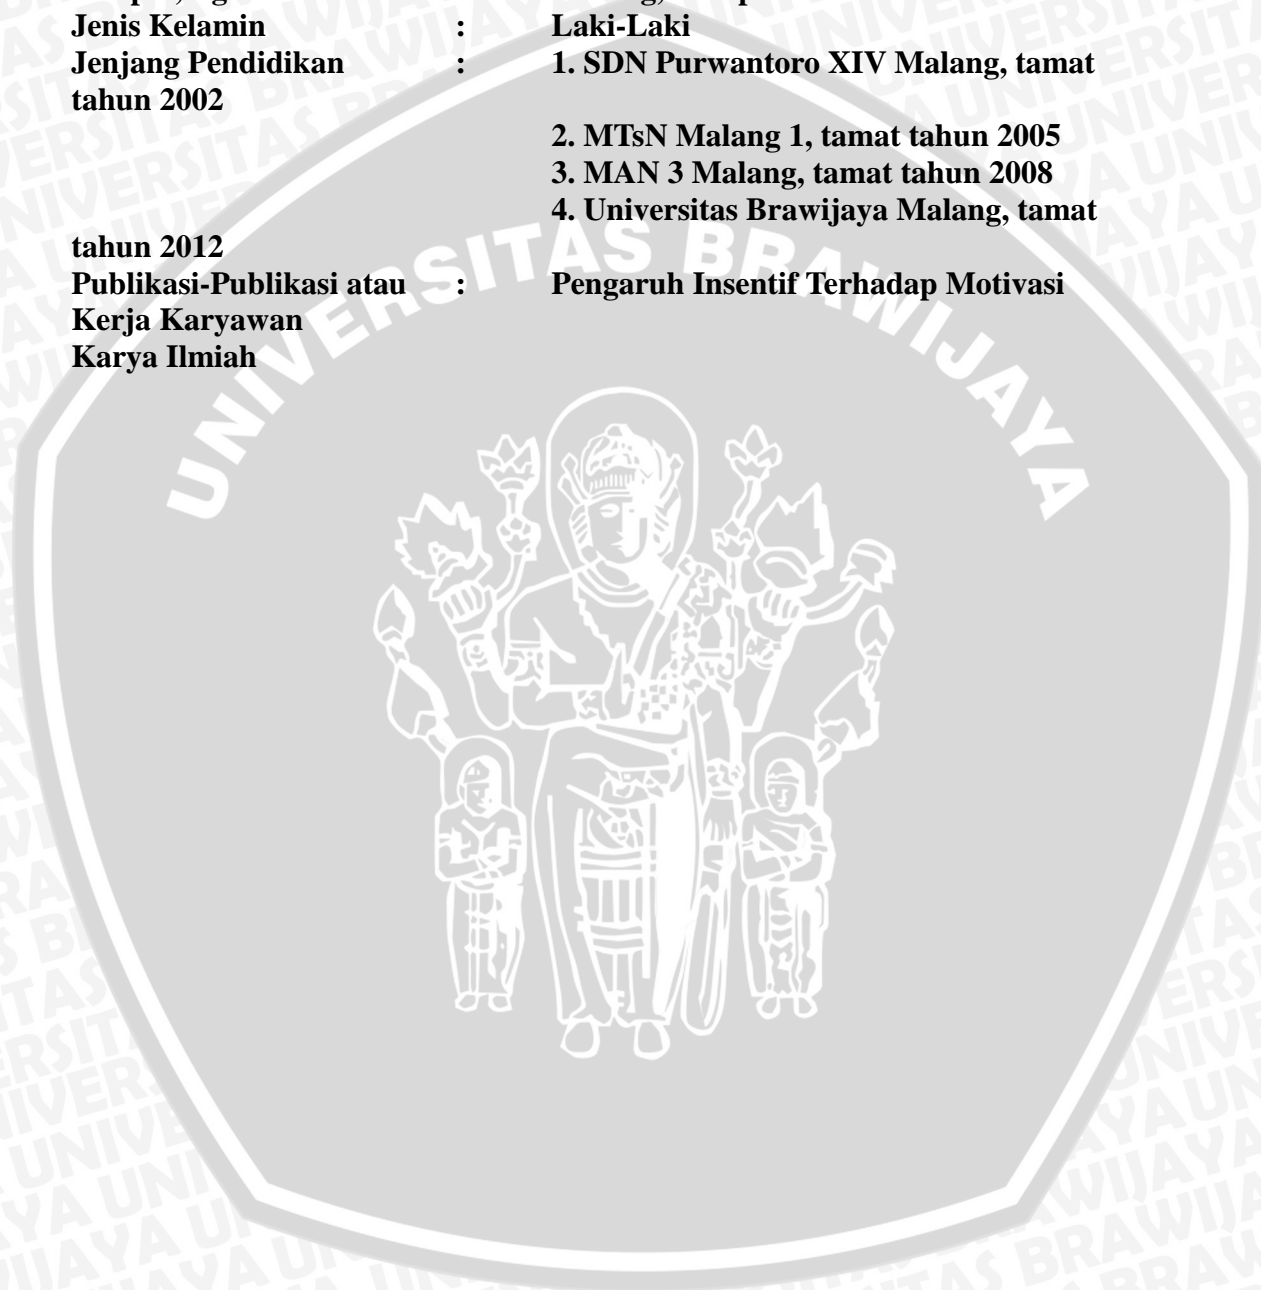 Jenis Kelamin : Laki-Laki
Jenjang Pendidikan : 1. SDN Purwantoro XIV Malang, tamat
tahun 2002
2. MTsN Malang 1, tamat tahun 2005
3. MAN 3 Malang, tamat tahun 2008
4. Universitas Brawijaya Malang, tamat
tahun 2012
Publikasi-Publikasi atau : Pengaruh Insentif Terhadap Motivasi
Kerja Karyawan
Karya Ilmiah
UNIVERSITAS BRAWIJAYA